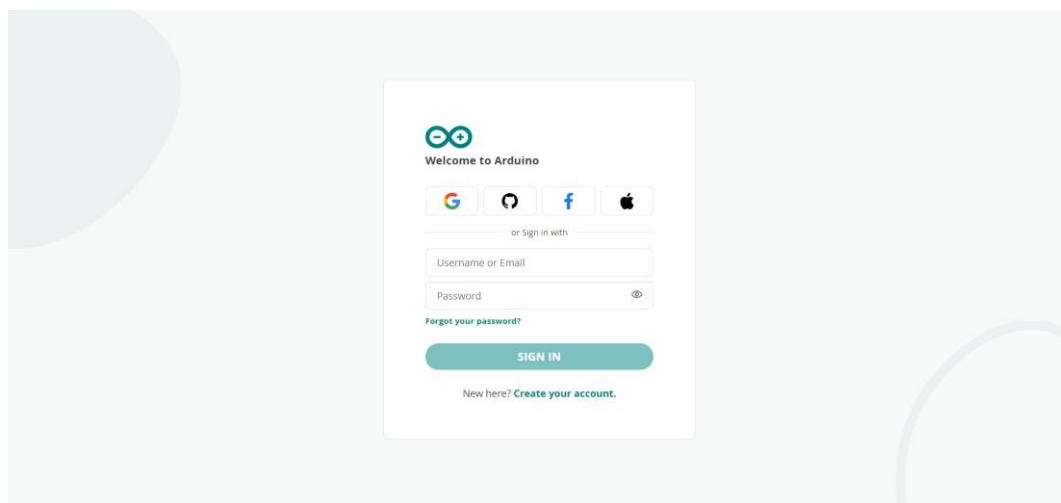 Welcome to Arduino
or Sign in with
Username or Email
Password
Forgot your password?
SIGN IN
New here? Create your account.